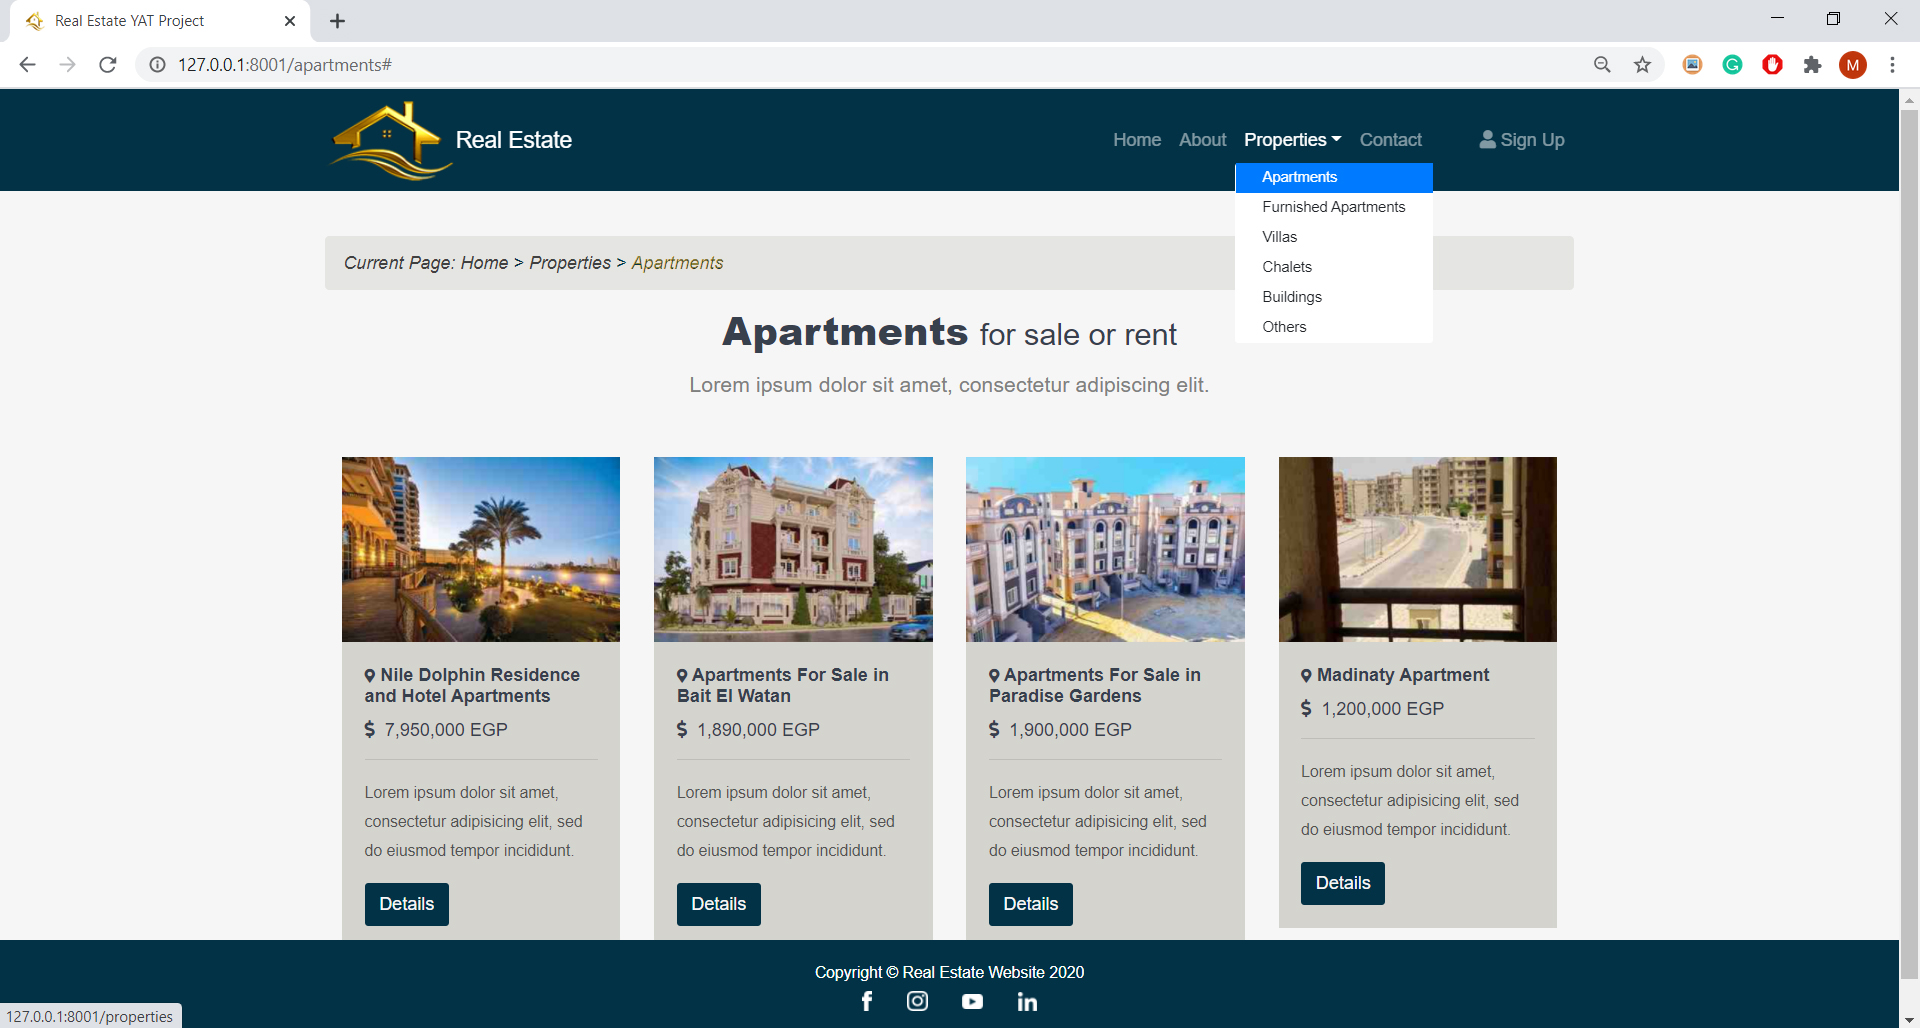 Real Estate YAT Project
127.0.0.1:8001/apartments#
M
Real Estate
Home About Properties Contact Sign Up
Apartments
Furnished Apartments
Villas
Chalets
Buildings
Others
Current Page: Home > Properties > Apartments
Apartments for sale or rent
Lorem ipsum dolor sit amet, consectetur adipiscing elit.
Nile Dolphin Residence
and Hotel Apartments
$ 7,950,000 EGP
Lorem ipsum dolor sit amet,
consectetur adipisicing elit, sed
do eiusmod tempor incididunt.
Details
Apartments For Sale in
Bait El Watan
$ 1,890,000 EGP
Lorem ipsum dolor sit amet,
consectetur adipisicing elit, sed
do eiusmod tempor incididunt.
Details
Apartments For Sale in
Paradise Gardens
$ 1,900,000 EGP
Lorem ipsum dolor sit amet,
consectetur adipisicing elit, sed
do eiusmod tempor incididunt.
Details
Madinaty Apartment
$ 1,200,000 EGP
Lorem ipsum dolor sit amet,
consectetur adipisicing elit, sed
do eiusmod tempor incididunt.
Details
Copyright © Real Estate Website 2020
127.0.0.1:8001/properties